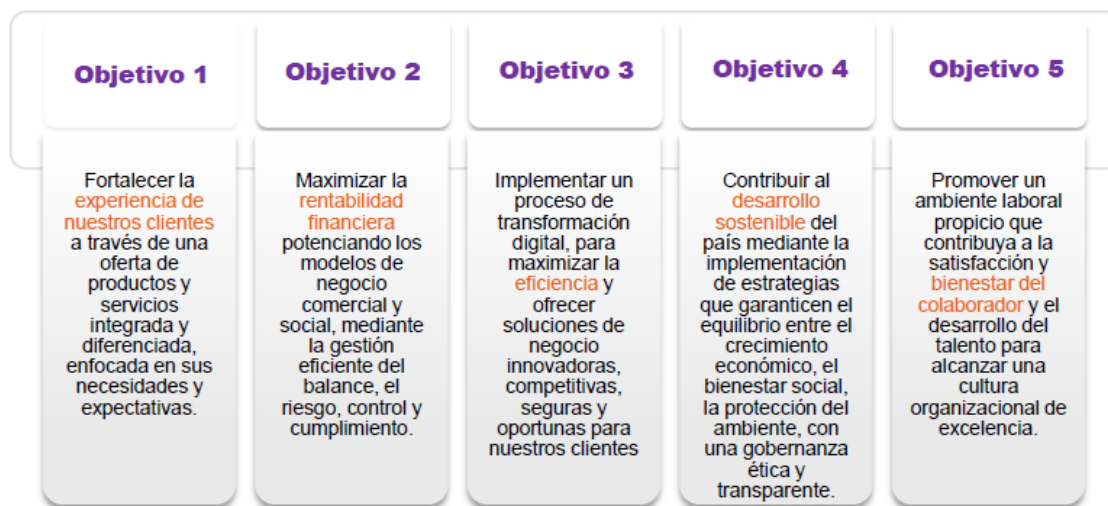 Objetivo 1
Fortalecer la
experiencia de
nuestros clientes
a través de una
oferta de
productos y
servicios
integrada y
diferenciada,
enfocada en sus
necesidades y
expectativas.
Objetivo 2
Maximizar la
rentabilidad
financiera
potenciando los
modelos de
negocio
comercial y
social, mediante
la gestión
eficiente del
balance, el
riesgo, control y
cumplimiento.
Objetivo 3
Implementar un
proceso de
transformación
digital, para
maximizar la
eficiencia y
ofrecer
soluciones de
negocio
innovadoras,
competitivas,
seguras y
oportunas para
nuestros clientes
Objetivo 4
Contribuir al
desarrollo
sostenible del
país mediante la
implementación
de estrategias
que garanticen el
equilibrio entre el
crecimiento
económico, el
bienestar social,
la protección del
ambiente, con
una gobernanza
ética y
transparente.
Objetivo 5
Promover un
ambiente laboral
propicio que
contribuya a la
satisfacción y
bienestar del
colaborador y el
desarrollo del
talento para
alcanzar una
cultura
organizacional de
excelencia.